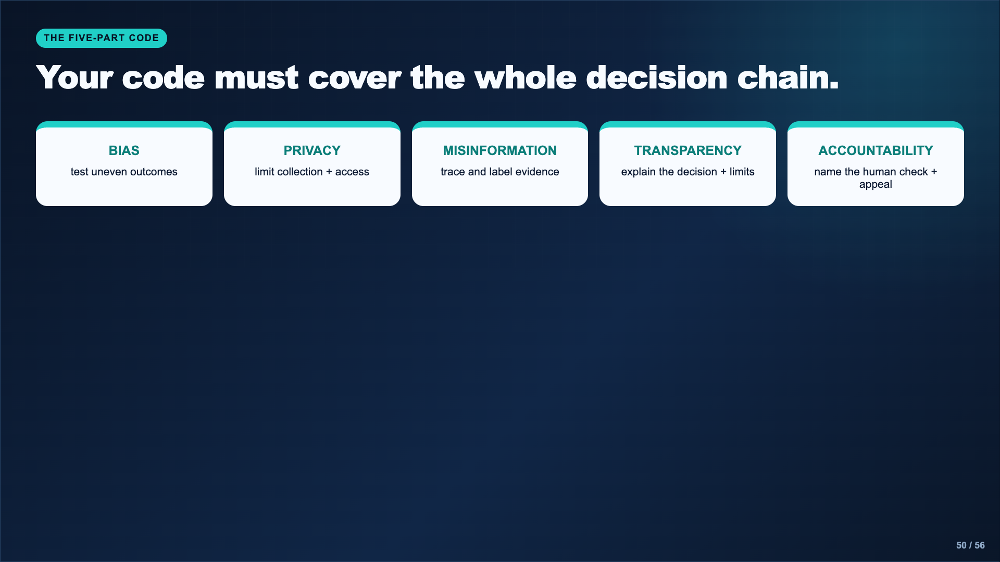 THE FIVE-PART CODE
Your code must cover the whole decision chain.
BIAS
test uneven outcomes
PRIVACY
limit collection + access
MISINFORMATION
trace and label evidence
TRANSPARENCY
explain the decision + limits
ACCOUNTABILITY
name the human check +
appeal
50 / 56